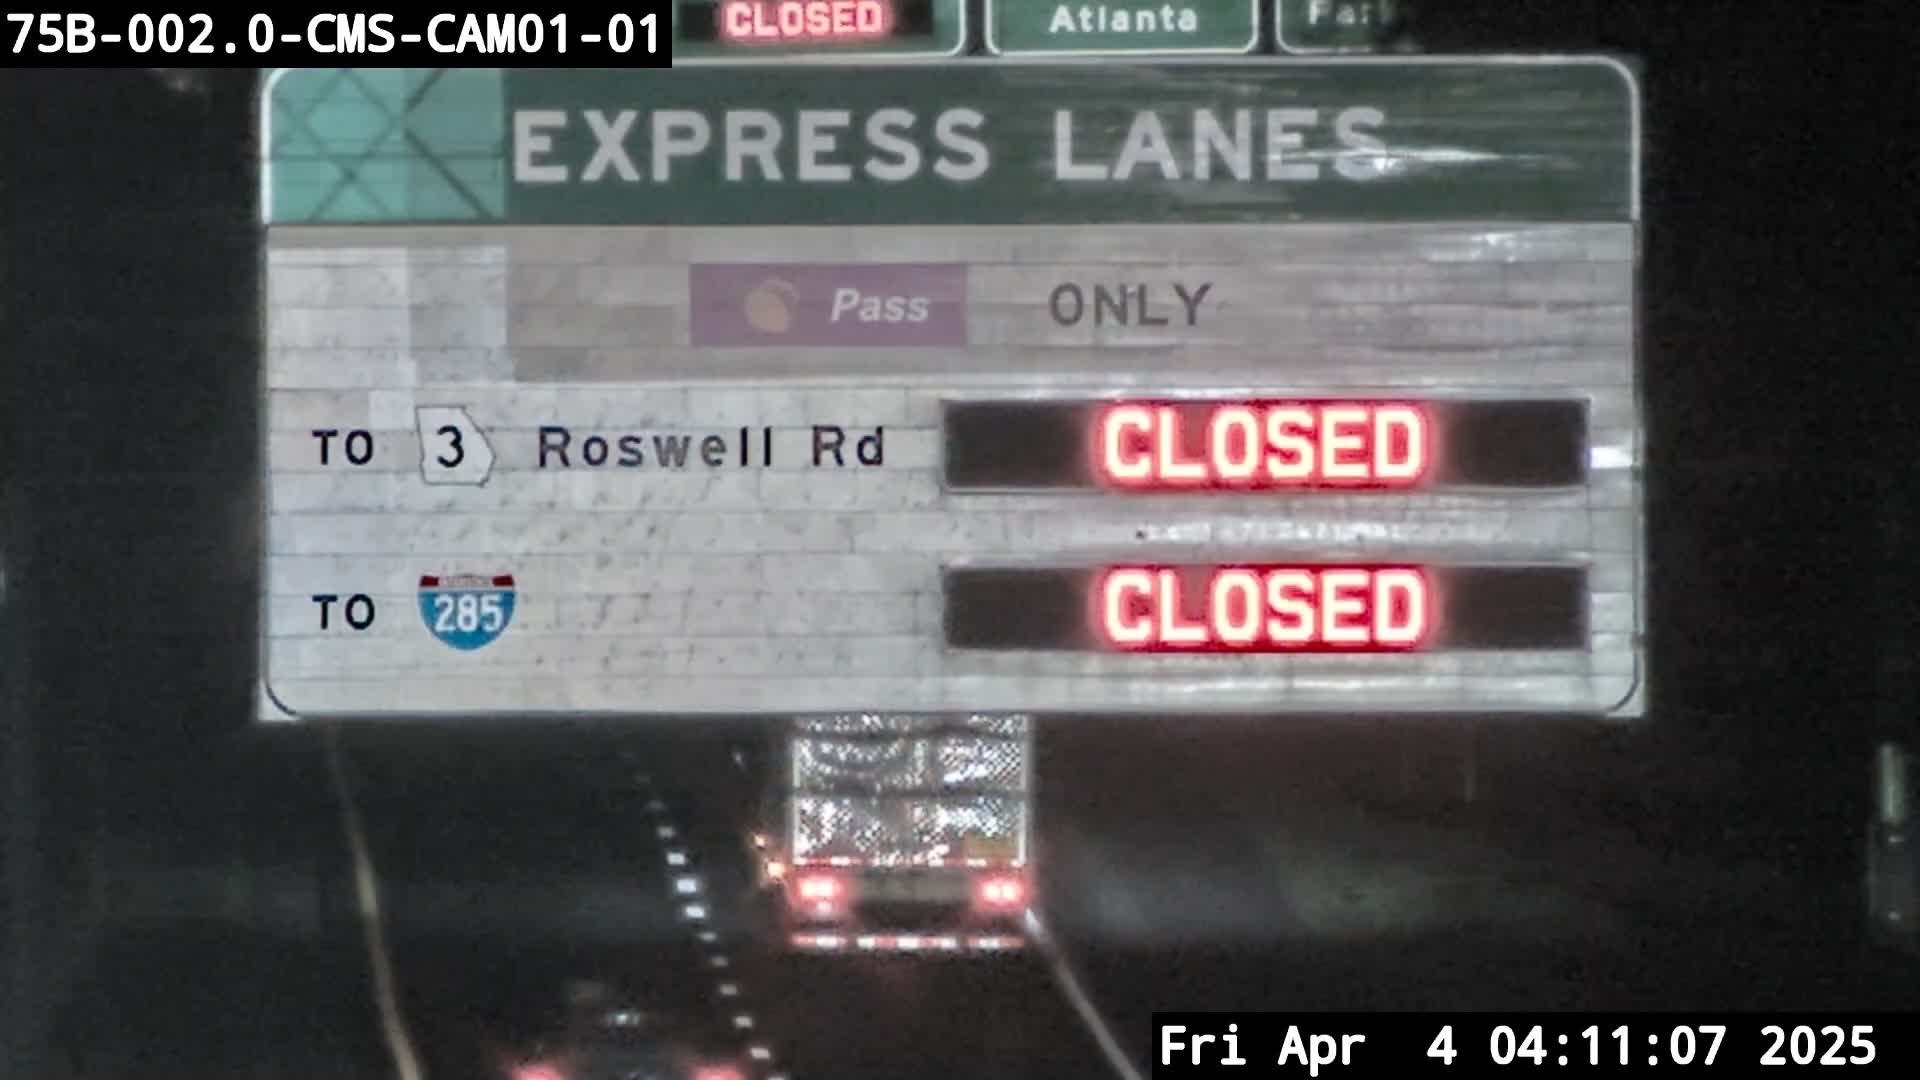 75B-002.0-CMS-CAM01-01
CLOSED
Atlanta
EXPRESS LANES
Pass ONLY
TO 3 Roswell Rd CLOSED
TO 285 CLOSED
Fri Apr 4 04:11:07 2025